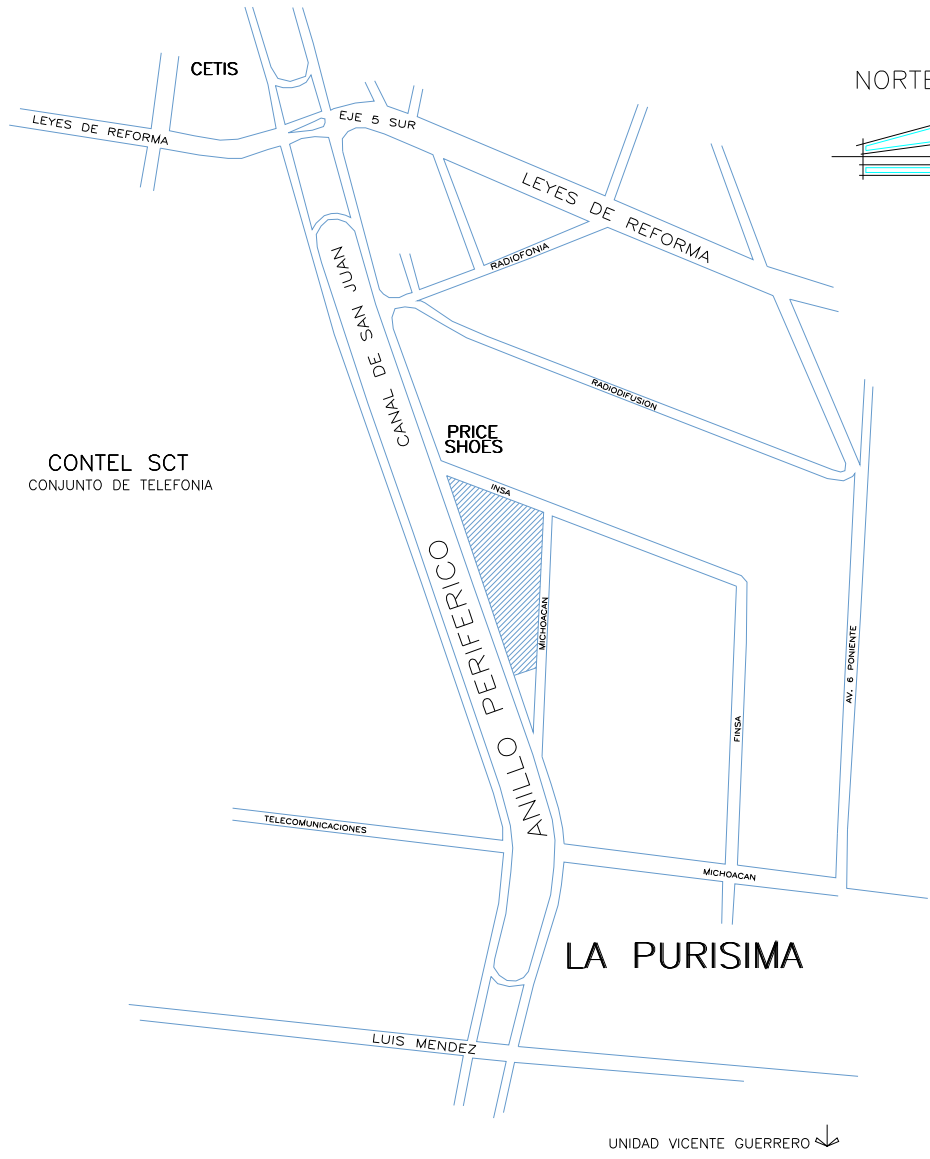 CETIS
NORTE
LEYES DE REFORMA
EJE 5 SUR
LEYES DE REFORMA
RADIOFONIA
CANAL DE SAN JUAN
RADIODIFUSION
PRICE
SHOES
CONTEL SCT
CONJUNTO DE TELEFONIA
INSA
ANILLO PERIFERICO
MICHOACAN
AV. 6 PONIENTE
FINSA
TELECOMUNICACIONES
MICHOACAN
LA PURISIMA
LUIS MENDEZ
UNIDAD VICENTE GUERRERO